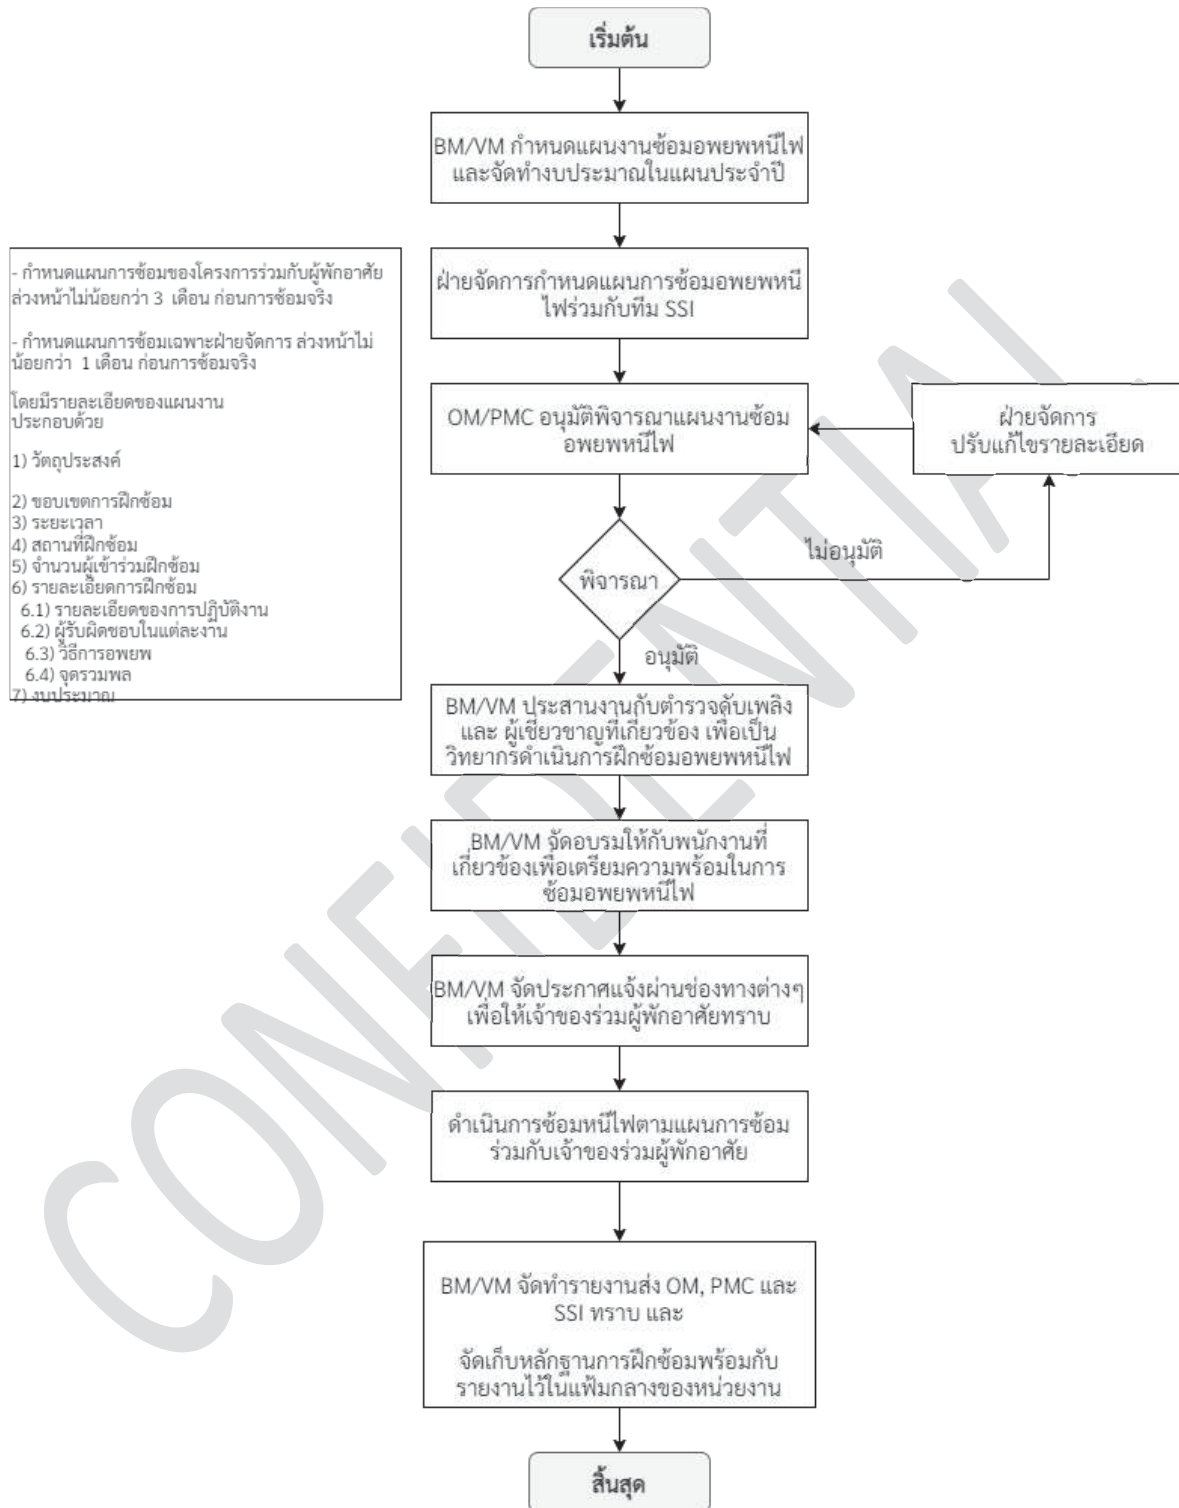 เริ่มต้น
BM/VM กำหนดแผนงานซ้อมอพยพหนีไฟ
และจัดทำงบประมาณในแผนประจำปี
- กำหนดแผนการซ้อมของโครงการร่วมกับผู้พักอาศัย
ล่วงหน้าไม่น้อยกว่า 3 เดือน ก่อนการซ้อมจริง
- กำหนดแผนการซ้อมเฉพาะฝ่ายจัดการ ล่วงหน้าไม่
น้อยกว่า 1 เดือน ก่อนการซ้อมจริง
โดยมีรายละเอียดของแผนงาน
ประกอบด้วย
1) วัตถุประสงค์
2) ขอบเขตการฝึกซ้อม
3) ระยะเวลา
4) สถานที่ฝึกซ้อม
5) จำนวนผู้เข้าร่วมฝึกซ้อม
6) รายละเอียดการฝึกซ้อม
6.1) รายละเอียดของการปฏิบัติงาน
6.2) ผู้รับผิดชอบในแต่ละงาน
6.3) วิธีการอพยพ
6.4) จุดรวมพล
7) งบประมาณ
ฝ่ายจัดการกำหนดแผนการซ้อมอพยพหนี
ไฟร่วมกับทีม SSI
OM/PMC อนุมัติพิจารณาแผนงานซ้อม
อพยพหนีไฟ
ฝ่ายจัดการ
ปรับแก้ไขรายละเอียด
พิจารณา
ไม่อนุมัติ
อนุมัติ
BM/VM ประสานงานกับตำรวจดับเพลิง
และ ผู้เชี่ยวชาญที่เกี่ยวข้อง เพื่อเป็น
วิทยากรดำเนินการฝึกซ้อมอพยพหนีไฟ
BM/VM จัดอบรมให้กับพนักงานที่
เกี่ยวข้องเพื่อเตรียมความพร้อมในการ
ซ้อมอพยพหนีไฟ
BM/VM จัดประกาศแจ้งผ่านช่องทางต่างๆ
เพื่อให้เจ้าของร่วมผู้พักอาศัยทราบ
ดำเนินการซ้อมหนีไฟตามแผนการซ้อม
ร่วมกับเจ้าของร่วมผู้พักอาศัย
BM/VM จัดทำรายงานส่ง OM, PMC และ
SSI ทราบ และ
จัดเก็บหลักฐานการฝึกซ้อมพร้อมกับ
รายงานไว้ในแฟ้มกลางของหน่วยงาน
สิ้นสุด
CONFIDENTIAL